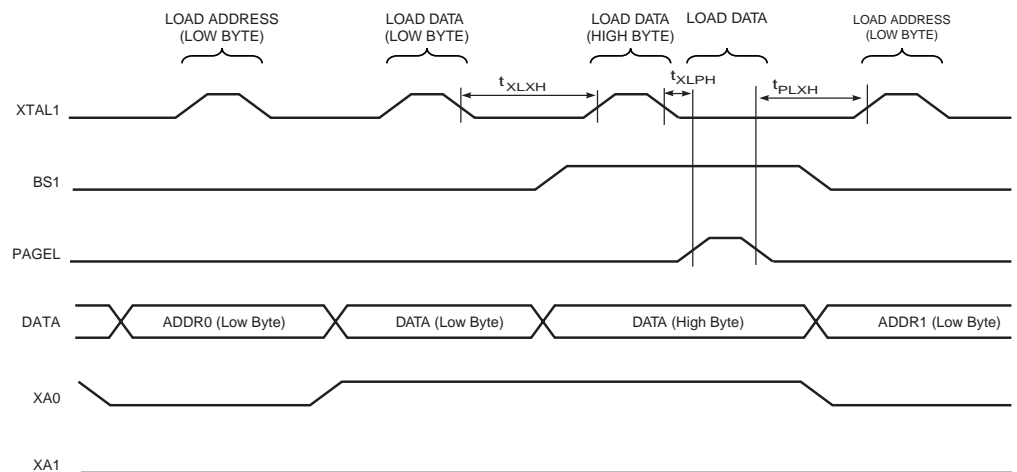 LOAD ADDRESS
(LOW BYTE)
LOAD DATA
(LOW BYTE)
LOAD DATA
(HIGH BYTE)
LOAD DATA
LOAD ADDRESS
(LOW BYTE)
tXLXH
tXLPH
tPLXH
XTAL1
BS1
PAGEL
DATA
ADDR0 (Low Byte)
DATA (Low Byte)
DATA (High Byte)
ADDR1 (Low Byte)
XA0
XA1